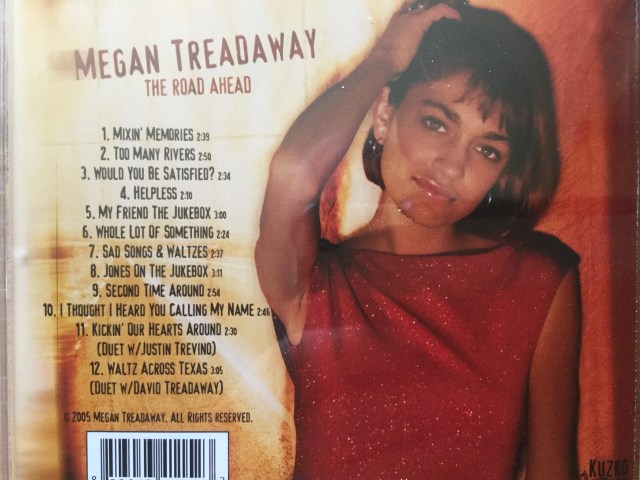 MEGAN TREADAWAY
THE ROAD AHEAD
1. MIXIN' MEMORIES 2:39
2. TOO MANY RIVERS 2:50
3. WOULD YOU BE SATISFIED? 2:34
4. HELPLESS 2:10
5. MY FRIEND THE JUKEBOX 3:00
6. WHOLE LOT OF SOMETHING 2:24
7. SAD SONGS & WALTZES 2:37
8. JONES ON THE JUKEBOX 3:11
9. SECOND TIME AROUND 2:54
10. I THOUGHT I HEARD YOU CALLING MY NAME 2:46
11. KICKIN' OUR HEARTS AROUND 2:30
(DUET W/JUSTIN TREVINO)
12. WALTZ ACROSS TEXAS 3:05
(DUET W/DAVID TREADAWAY)
© 2005 MEGAN TREADAWAY. ALL RIGHTS RESERVED.
KUZKO